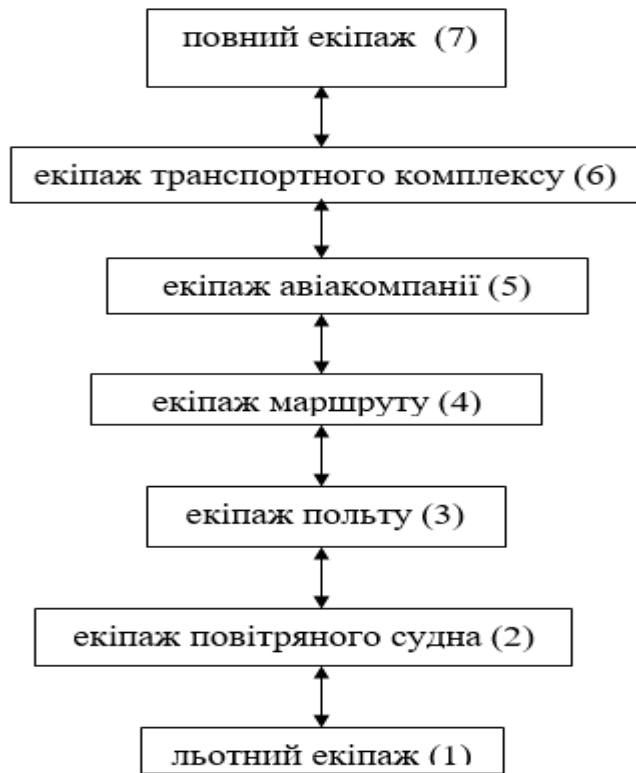 повний екіпаж (7)
екіпаж транспортного комплексу (6)
екіпаж авіакомпанії (5)
екіпаж маршруту (4)
екіпаж польту (3)
екіпаж повітряного судна (2)
льотний екіпаж (1)